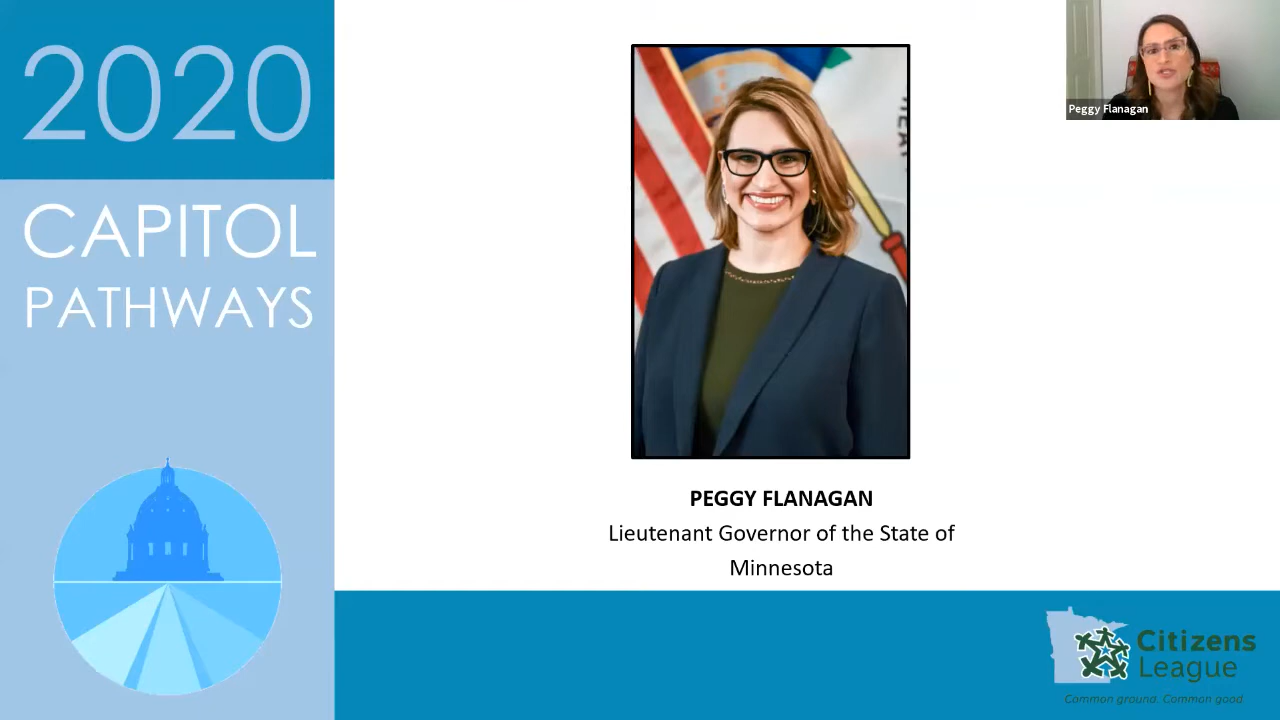 2020
CAPITOL
PATHWAYS
Peggy Flanagan
PEGGY FLANAGAN
Lieutenant Governor of the State of
Minnesota
Citizens
League
Common ground. Common good